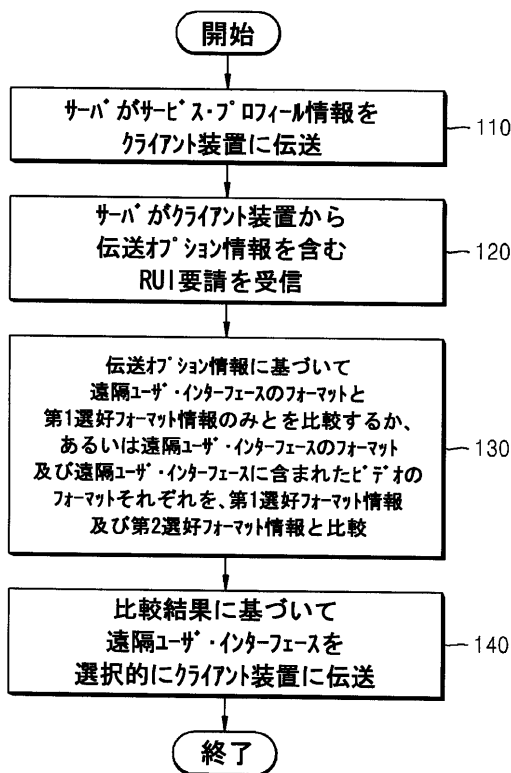 開始
サーバがサービス・プロフィール情報を
クライアント装置に伝送
110
サーバがクライアント装置から
伝送オプション情報を含む
RUI要請を受信
120
伝送オプション情報に基づいて
遠隔ユーザ・インターフェースのフォーマットと
第1選好フォーマット情報のみとを比較するか、
あるいは遠隔ユーザ・インターフェースのフォーマット
及び遠隔ユーザ・インターフェースに含まれたビデオの
フォーマットそれぞれを、第1選好フォーマット情報
及び第2選好フォーマット情報と比較
130
比較結果に基づいて
遠隔ユーザ・インターフェースを
選択的にクライアント装置に伝送
140
終了